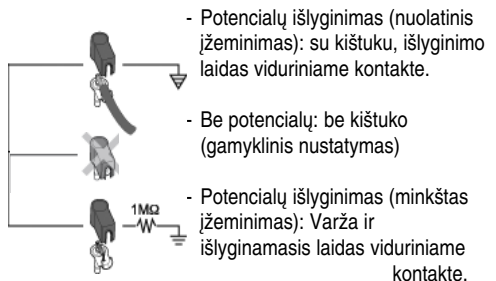 - Potencialų išlyginimas (nuolatinis
įžeminimas): su kištuku, išlyginimo
laidas viduriniame kontakte.
- Be potencialų: be kištuko
(gamyklinis nustatymas)
- Potencialų išlyginimas (minkštas
įžeminimas): Varža ir
išlyginamasis laidas viduriniame
kontakte.
1MΩ